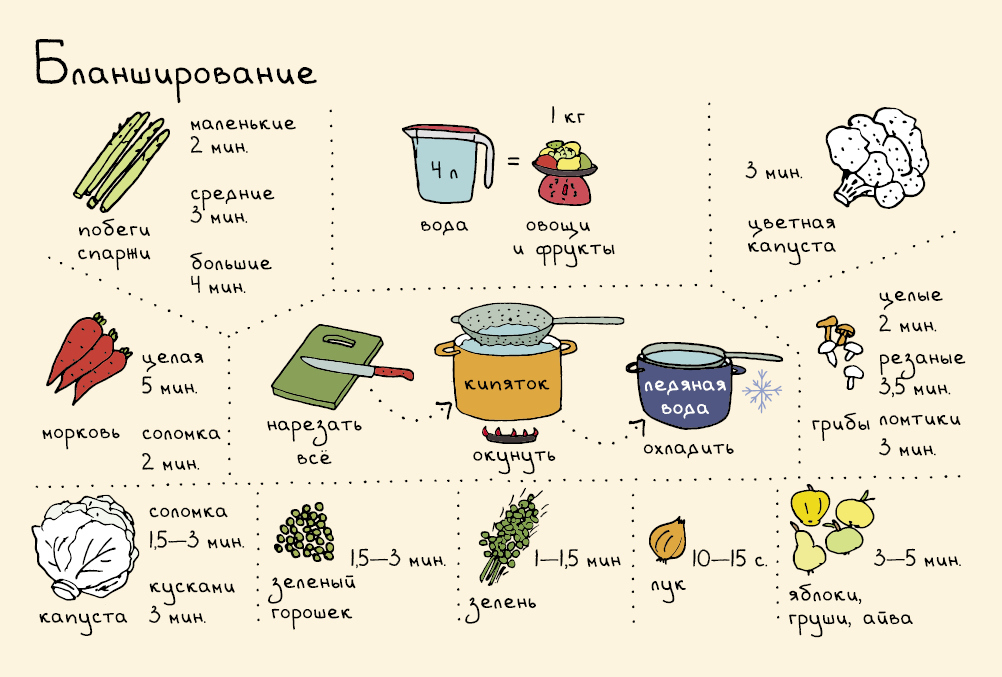 Бланширование
побеги
спаржи
маленькие
2 мин.
средние
3 мин.
большие
4 мин.
4 л
=
1 кг
вода
овощи
и фрукты
3 мин.
цветная
капуста
морковь
целая
5 мин.
соломка
2 мин.
нарезать
всё
кипяток
окунуть
ледяная
вода
охладить
грибы
целые
2 мин.
резаные
3,5 мин.
ломтики
3 мин.
капуста
соломка
1,5—3 мин.
кусками
3 мин.
1,5—3 мин.
зеленый
горошек
1—1,5 мин
зелень
10—15 с.
лук
3—5 мин.
яблоки,
груши, айва